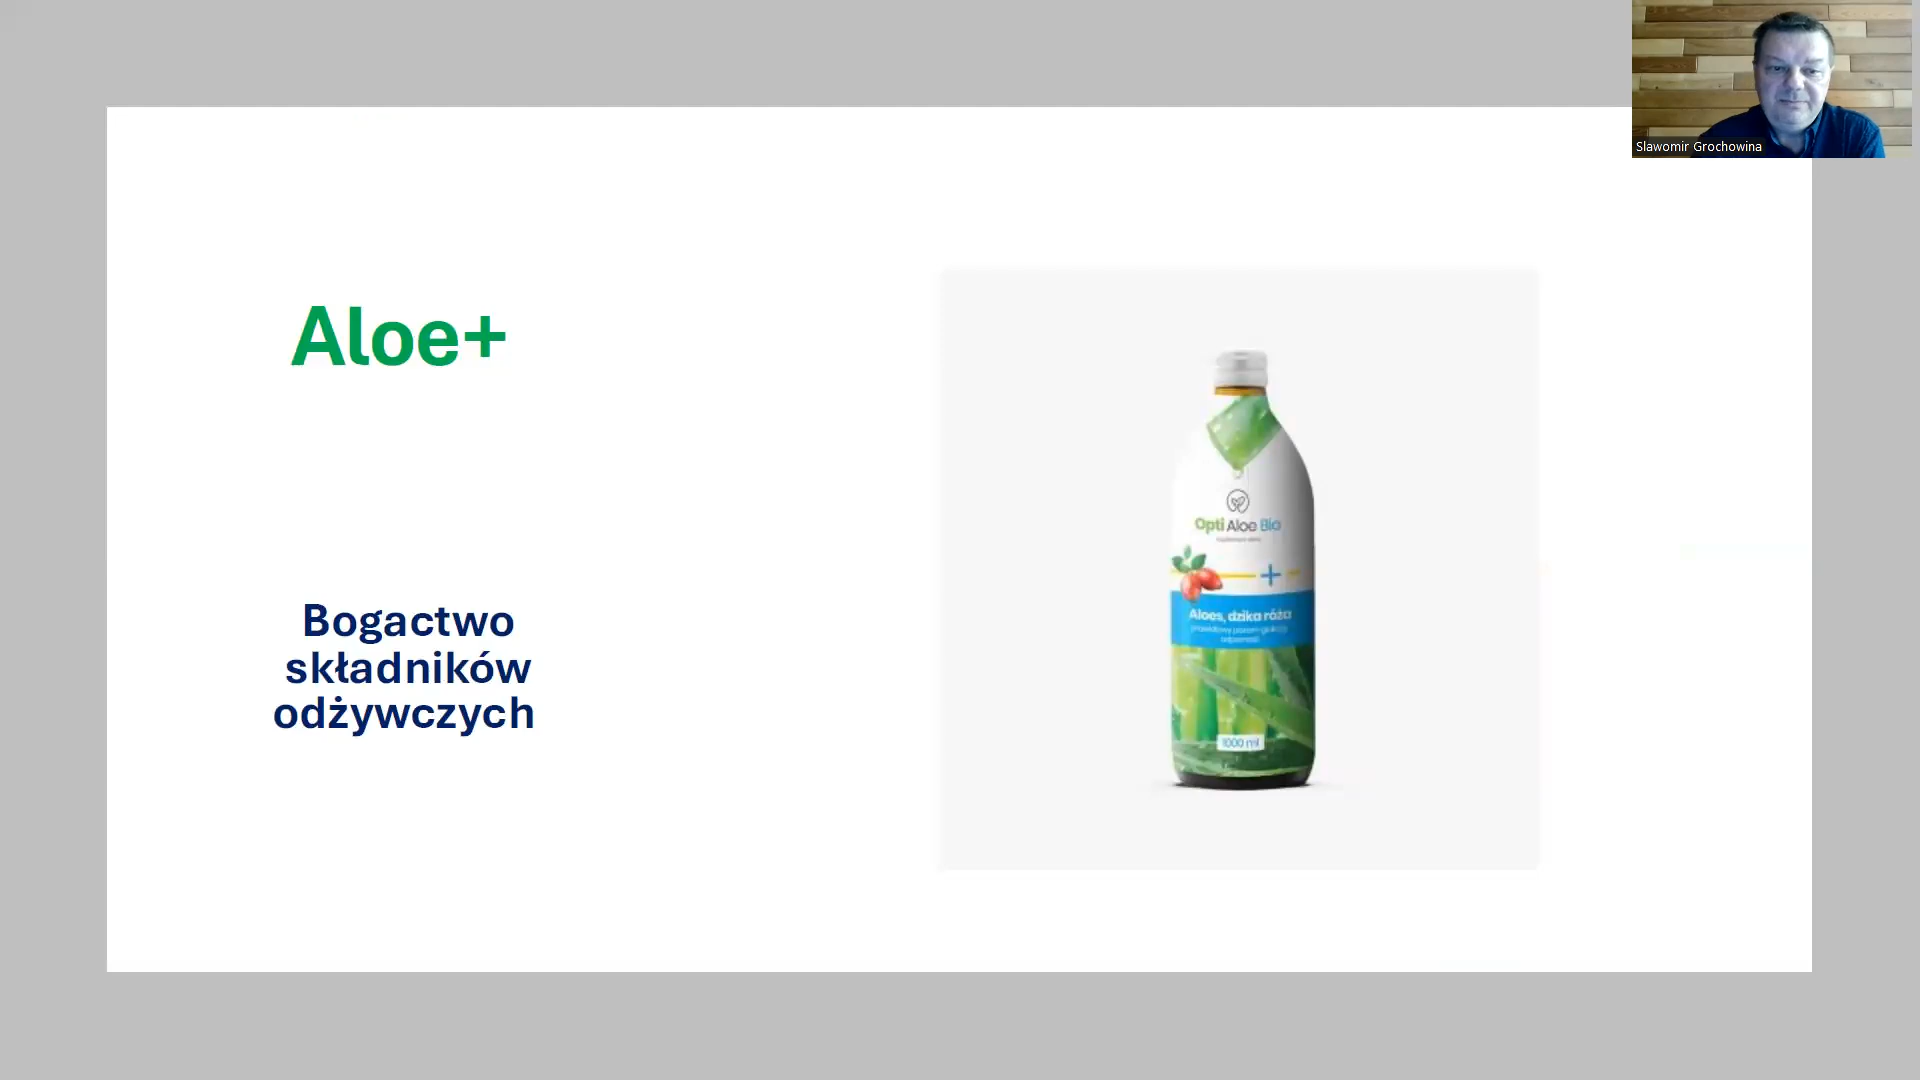 Slawomir Grochowina
Aloe+
Bogactwo
składników
odżywczych
Opti Aloe Bio
Aloes, dzika róża
1000 ml